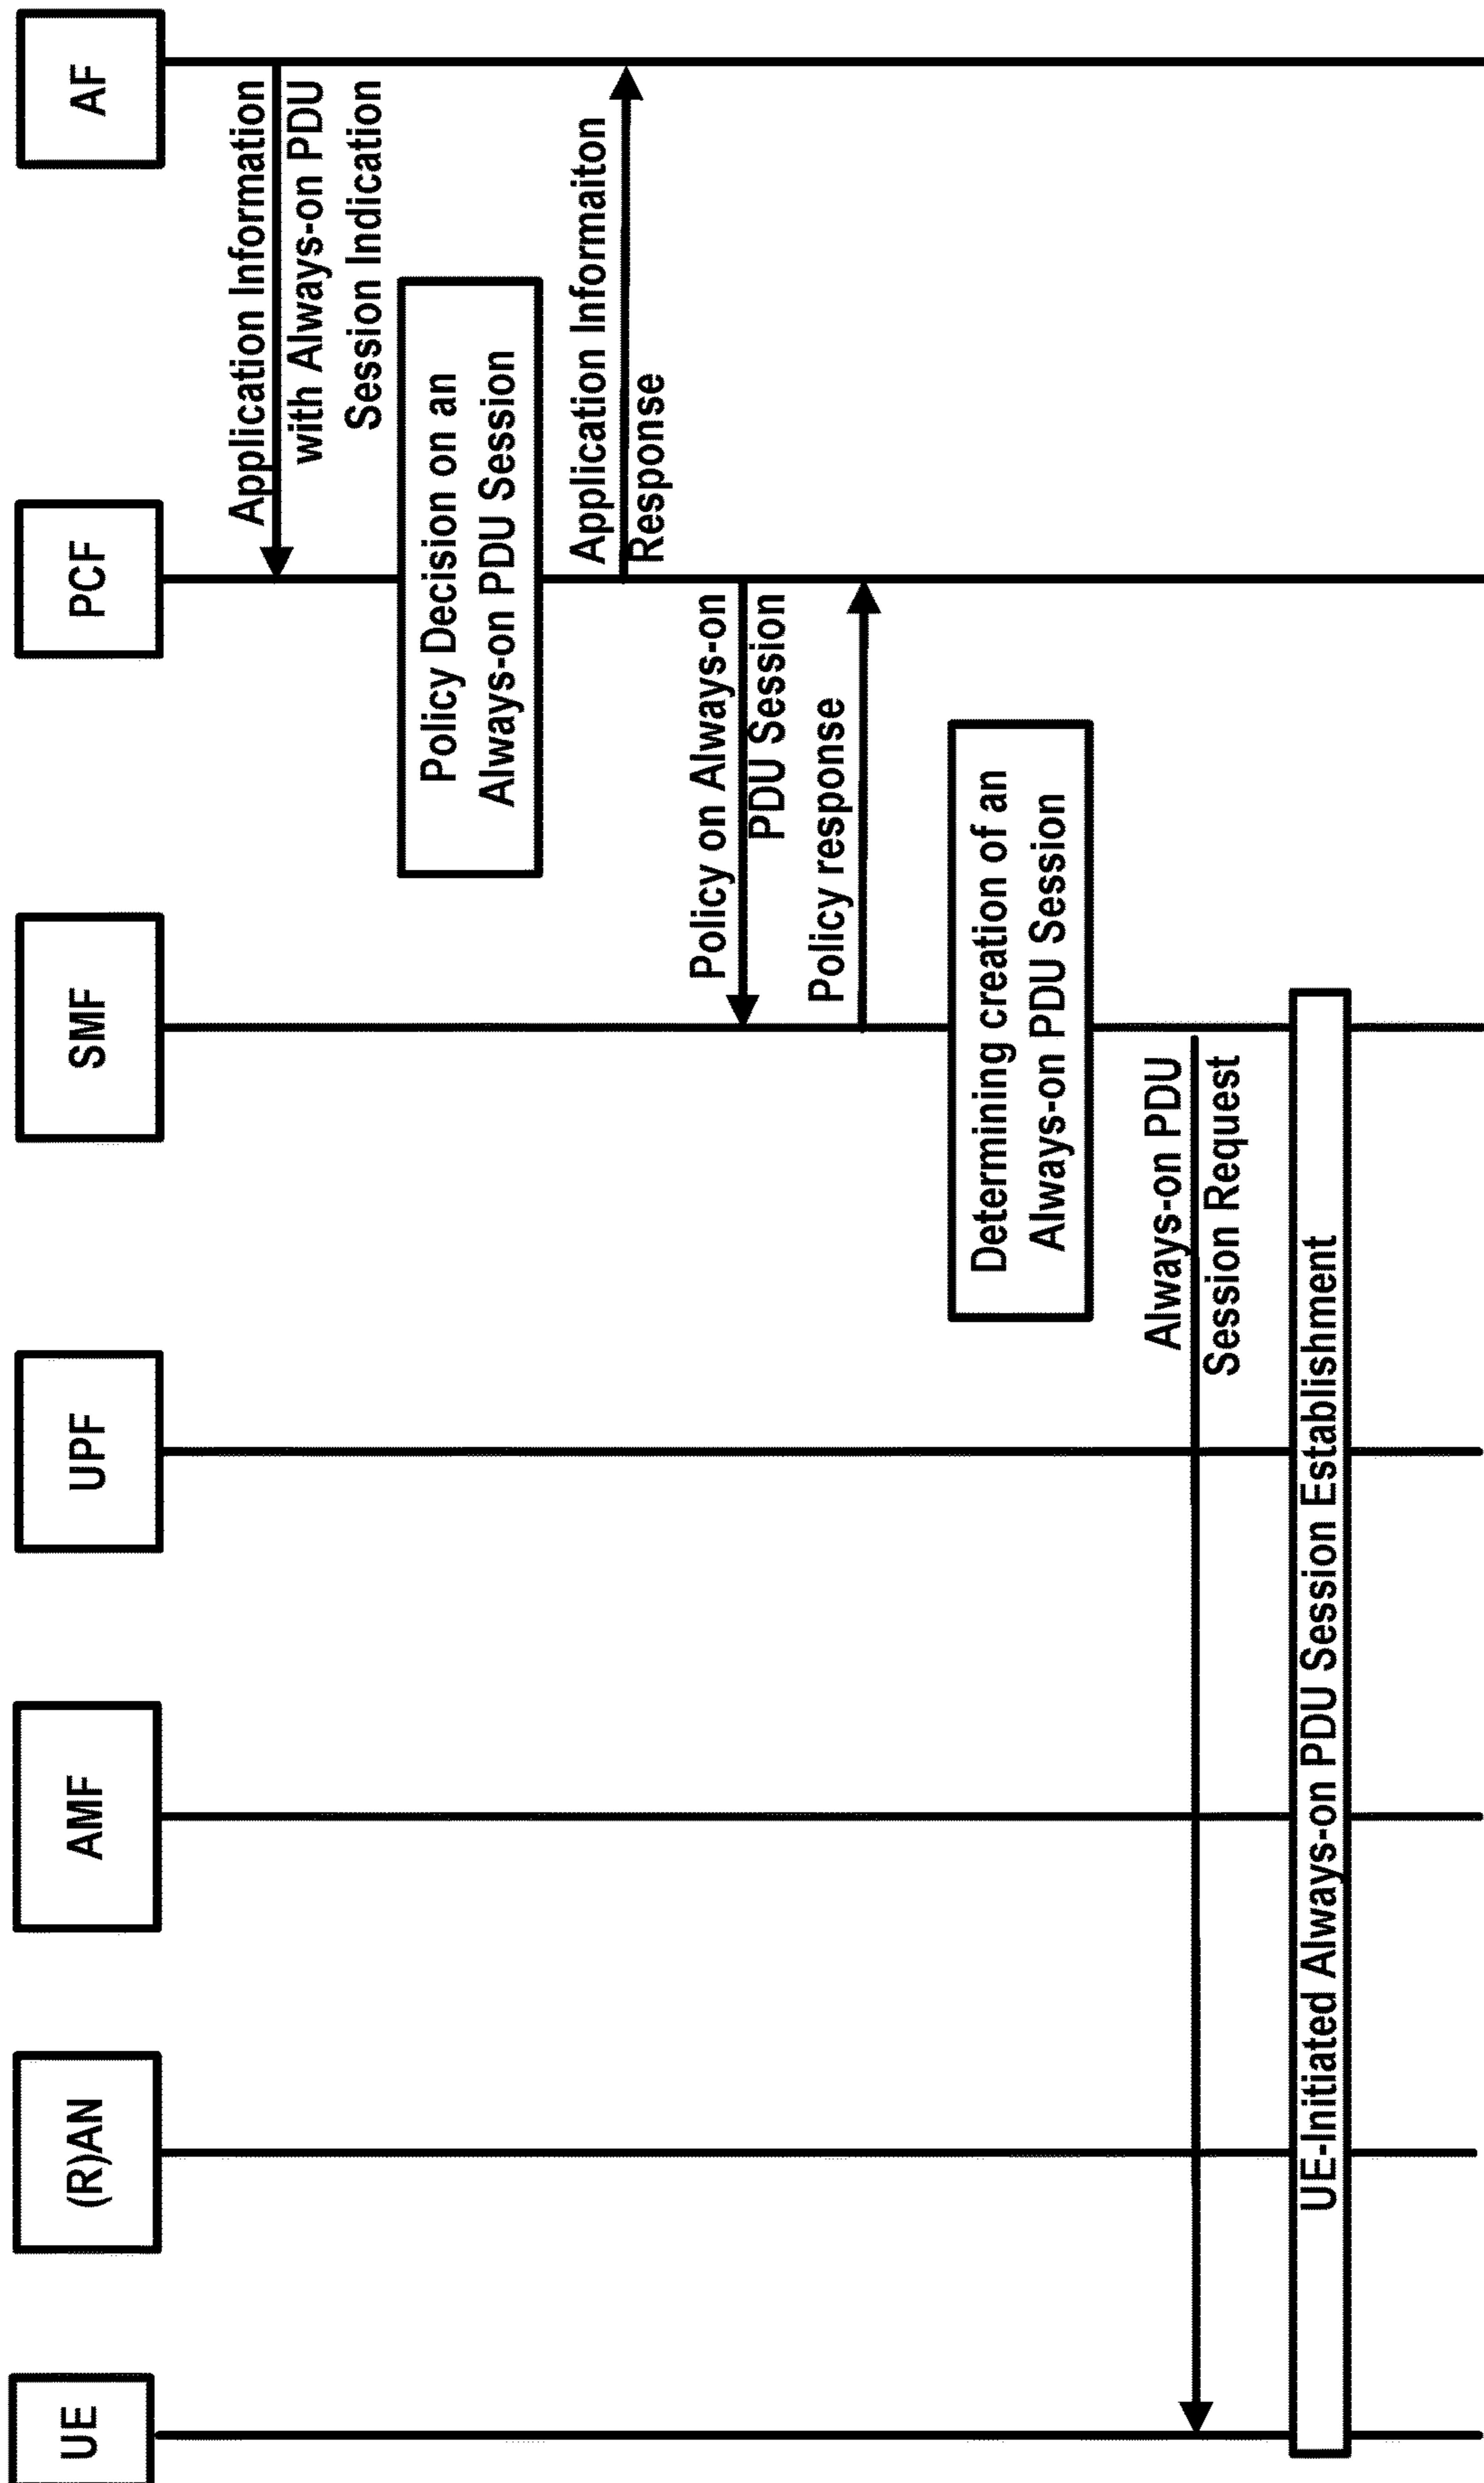 UE
(R)AN
AMF
UPF
SMF
PCF
AF
Application Information
with Always-on PDU
Session Indication
Policy Decision on an
Always-on PDU Session
Application Informaiton
Response
Policy on Always-on
PDU Session
Policy response
Determining creation of an
Always-on PDU Session
Always-on PDU
Session Request
UE-Initiated Always-on PDU Session Establishment